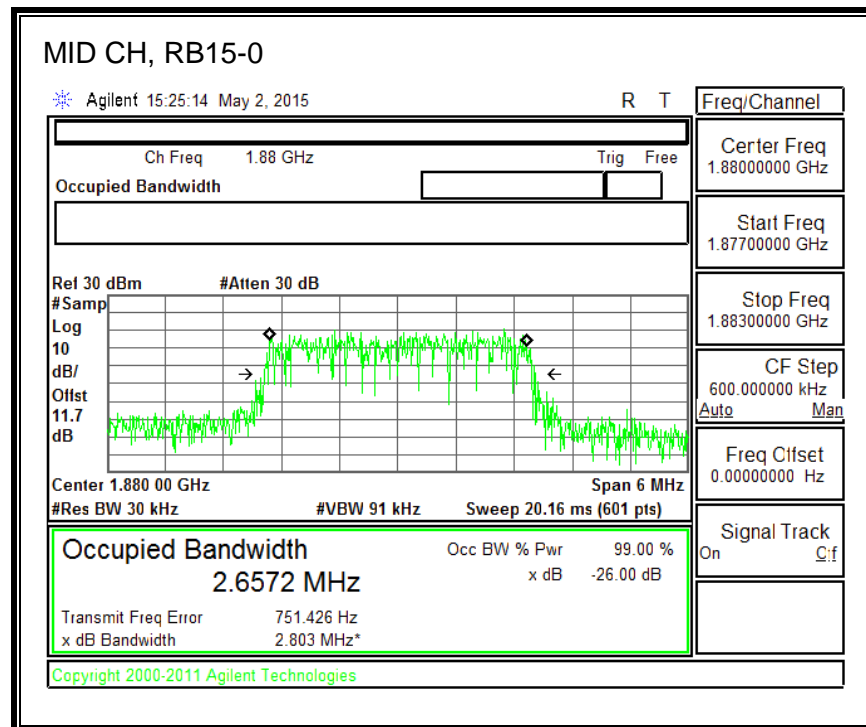 MID CH, RB15-0
Agilent 15:25:14 May 2, 2015 R T
Freq/Channel
Ch Freq 1.88 GHz Trig Free
Occupied Bandwidth
Center Freq
1.88000000 GHz
Start Freq
1.87700000 GHz
Stop Freq
1.88300000 GHz
CF Step
600.000000 kHz
Auto Man
Freq Offset
0.00000000 Hz
Signal Track
On Off
Ref 30 dBm #Atten 30 dB
#Samp
Log
10
dB/
Offst
11.7
dB
Center 1.880 00 GHz Span 6 MHz
#Res BW 30 kHz #VBW 91 kHz Sweep 20.16 ms (601 pts)
Occupied Bandwidth
2.6572 MHz
Occ BW % Pwr 99.00 %
x dB -26.00 dB
Transmit Freq Error 751.426 Hz
x dB Bandwidth 2.803 MHz*
Copyright 2000-2011 Agilent Technologies